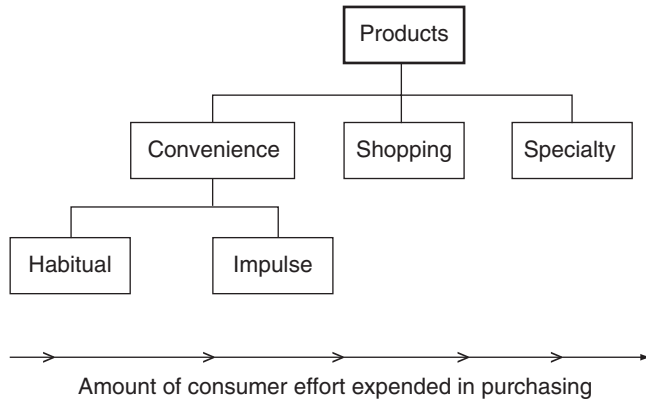 Products
Convenience
Shopping
Specialty
Habitual
Impulse
Amount of consumer effort expended in purchasing